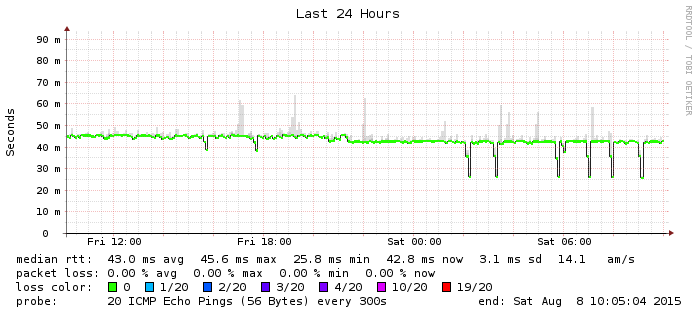 Last 24 Hours
RRDTOOL / TOBI OETIKER
Seconds
90 m
80 m
70 m
60 m
50 m
40 m
30 m
20 m
10 m
0
Fri 12:00 Fri 18:00 Sat 00:00 Sat 06:00
median rtt: 43.0 ms avg 45.6 ms max 25.8 ms min 42.8 ms now 3.1 ms sd 14.1 am/s
packet loss: 0.00 % avg 0.00 % max 0.00 % min 0.00 % now
loss color: 0 1/20 2/20 3/20 4/20 10/20 19/20
probe: 20 ICMP Echo Pings (56 Bytes) every 300s end: Sat Aug 8 10:05:04 2015